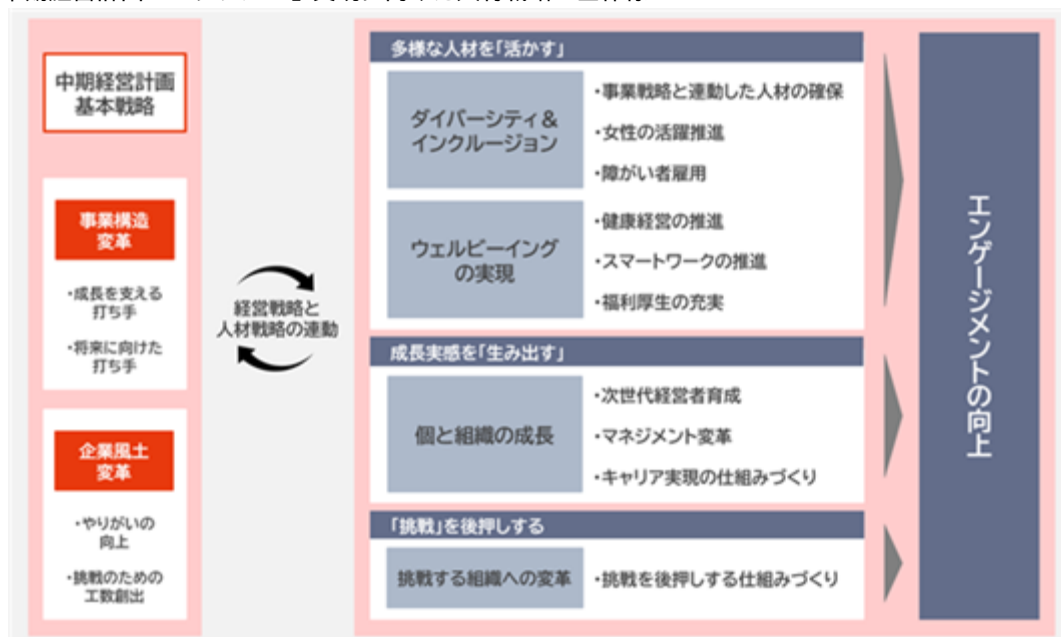 中期経営計画
基本戦略
事業構造
変革
・成長を支える
打ち手
・将来に向けた
打ち手
企業風土
変革
・やりがいの
向上
・挑戦のための
工数創出
経営戦略と
人材戦略の連動
多様な人材を「活かす」
ダイバーシティ&
インクルージョン
・事業戦略と連動した人材の確保
・女性の活躍推進
・障がい者雇用
ウェルビーイング
の実現
・健康経営の推進
・スマートワークの推進
・福利厚生の充実
成長実感を「生み出す」
個と組織の成長
・次世代経営者育成
・マネジメント変革
・キャリア実現の仕組みづくり
「挑戦」を後押しする
挑戦する組織への変革
・挑戦を後押しする仕組みづくり
エンゲージメントの向上